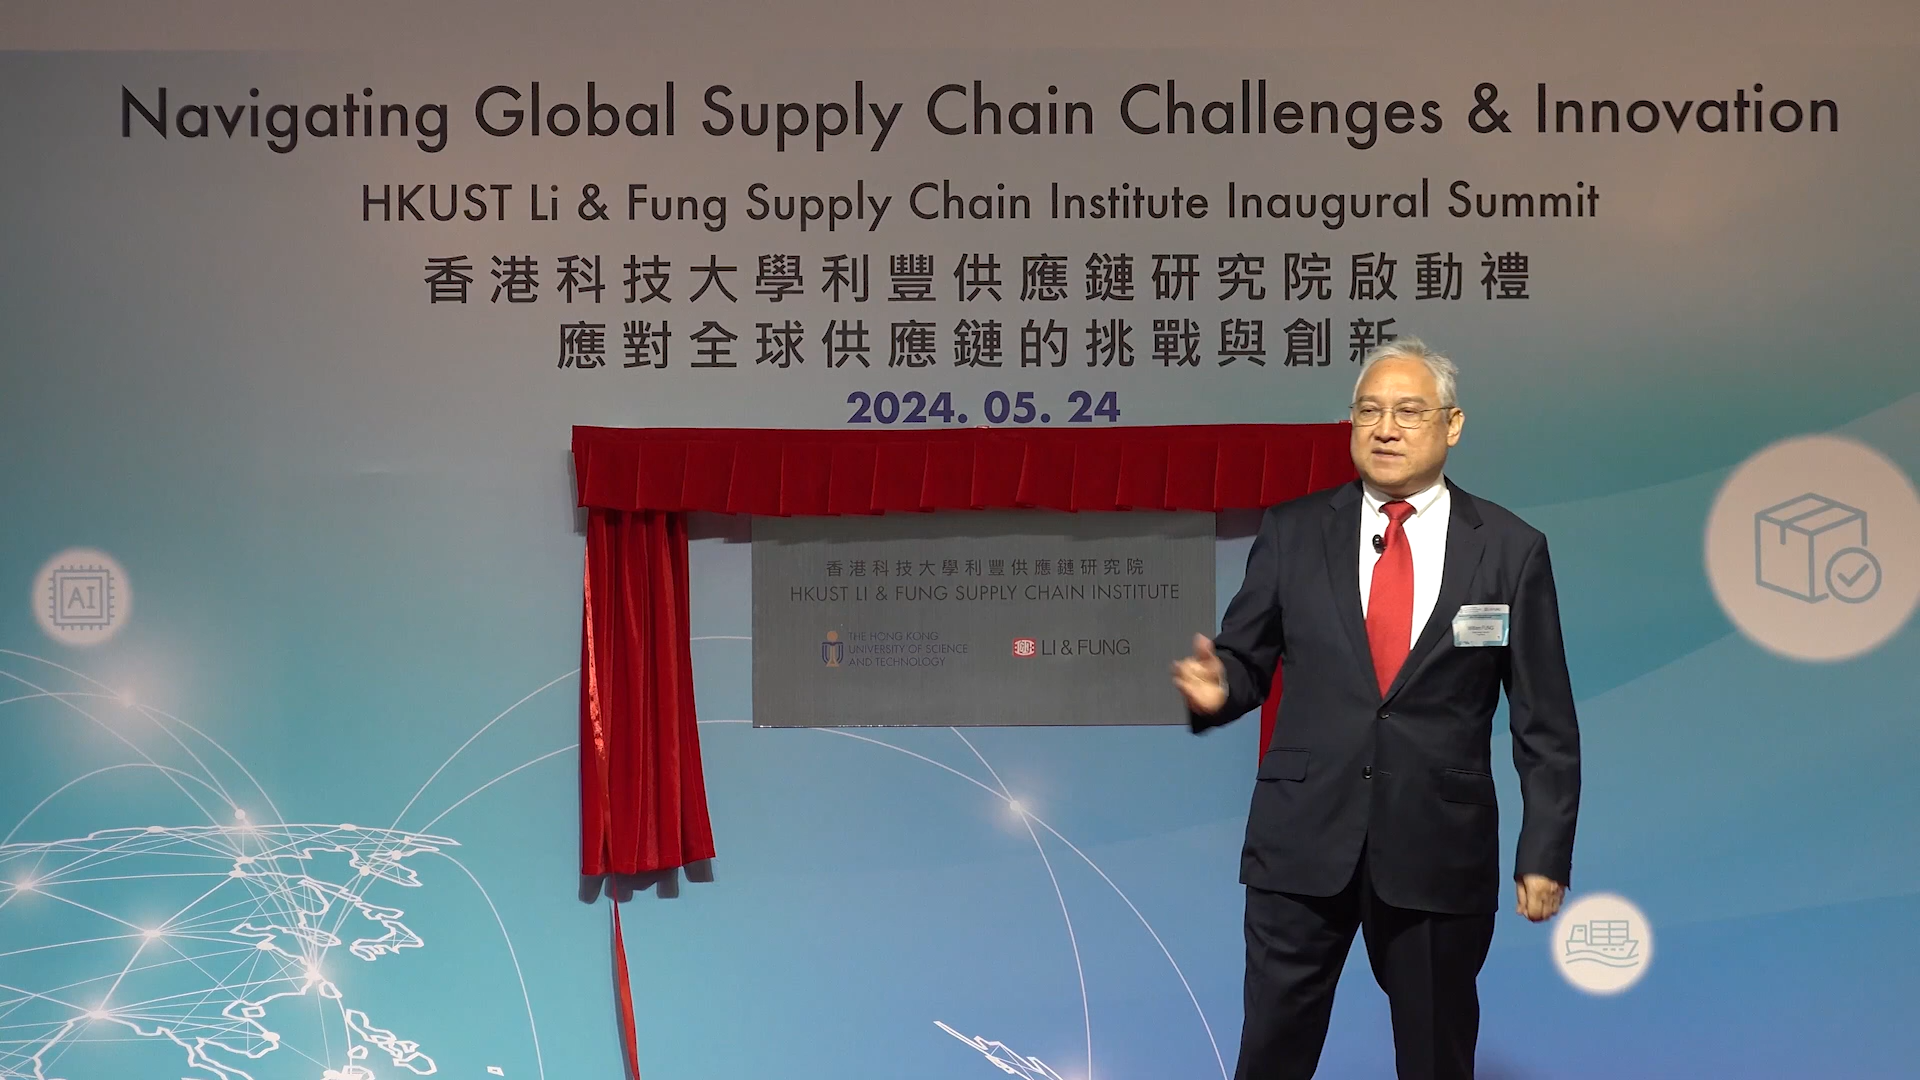 Navigating Global Supply Chain Challenges & Innovation
HKUST Li & Fung Supply Chain Institute Inaugural Summit
香港科技大學利豐供應鏈研究院啟動禮
應對全球供應鏈的挑戰與創新
2024. 05. 24
香港科技大學利豐供應鏈研究院
HKUST LI & FUNG SUPPLY CHAIN INSTITUTE
THE HONG KONG
UNIVERSITY OF SCIENCE
AND TECHNOLOGY
LI & FUNG
AI
William FUNG